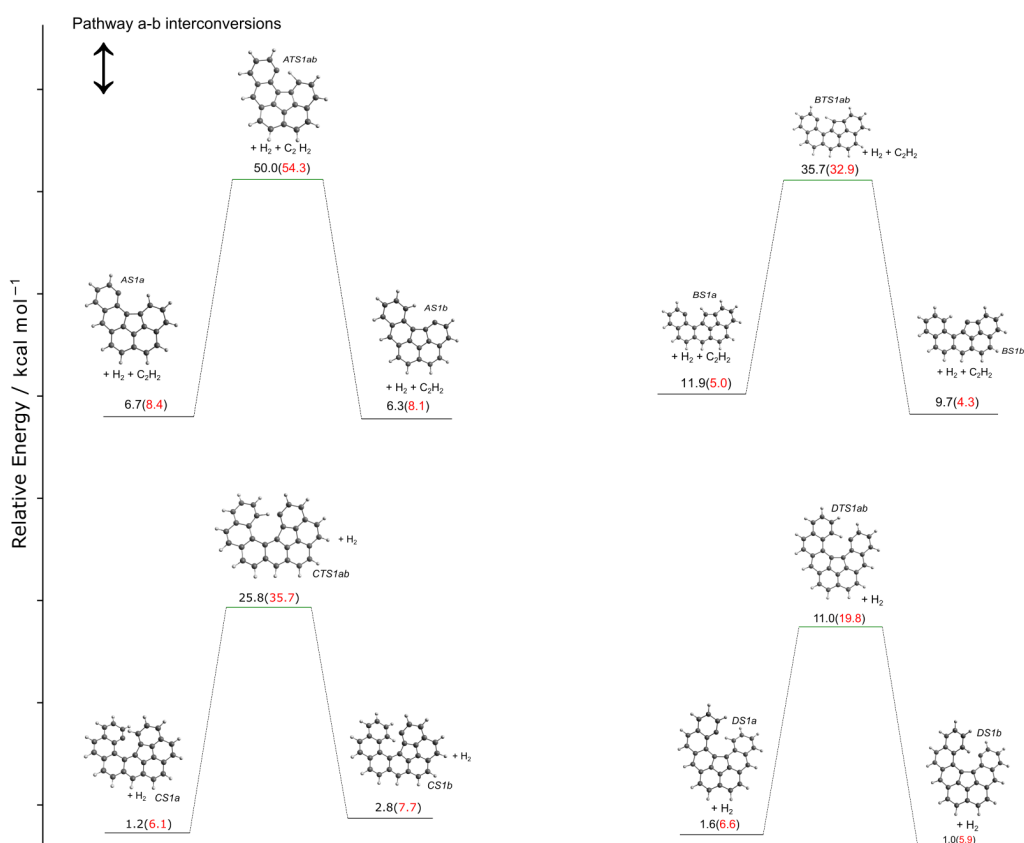 Pathway a-b interconversions
Relative Energy / kcal mol⁻¹
ATS1ab
+ H₂ + C₂ H₂
50.0(54.3)
AS1a
+ H₂ + C₂H₂
6.7(8.4)
AS1b
+ H₂ + C₂H₂
6.3(8.1)
BTS1ab
+ H₂ + C₂H₂
35.7(32.9)
BS1a
+ H₂ + C₂H₂
11.9(5.0)
BS1b
+ H₂ + C₂H₂
9.7(4.3)
+ H₂
CTS1ab
25.8(35.7)
+ H₂ CS1a
1.2(6.1)
+ H₂
CS1b
2.8(7.7)
DTS1ab
+ H₂
11.0(19.8)
DS1a
+ H₂
1.6(6.6)
DS1b
+ H₂
1.0(5.9)